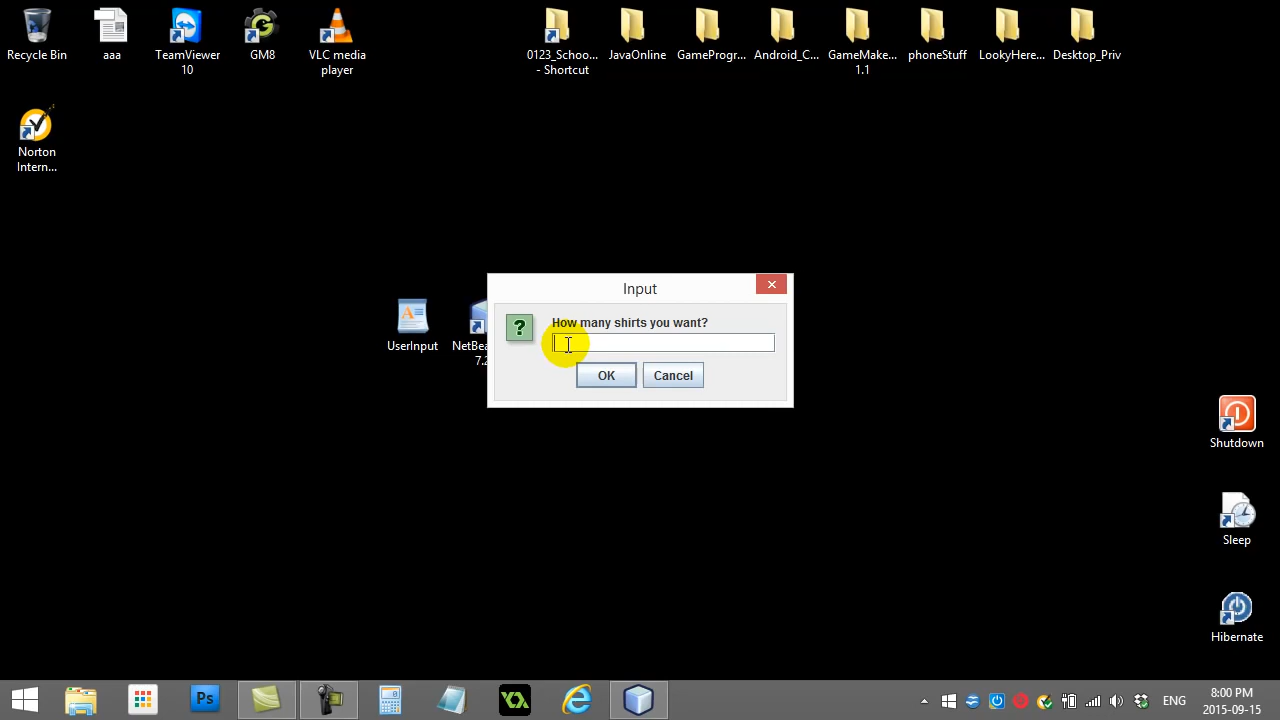 Recycle Bin
aaa
TeamViewer
10
GM8
VLC media
player
0123_Schoo...
- Shortcut
JavaOnline
GameProgr...
Android_C...
GameMake...
1.1
phoneStuff
LookyHere...
Desktop_Priv
Norton
Intern...
UserInput
NetBea
7.2
Input
How many shirts you want?
OK
Cancel
Shutdown
Sleep
Hibernate
Ps
ENG
8:00 PM
2015-09-15